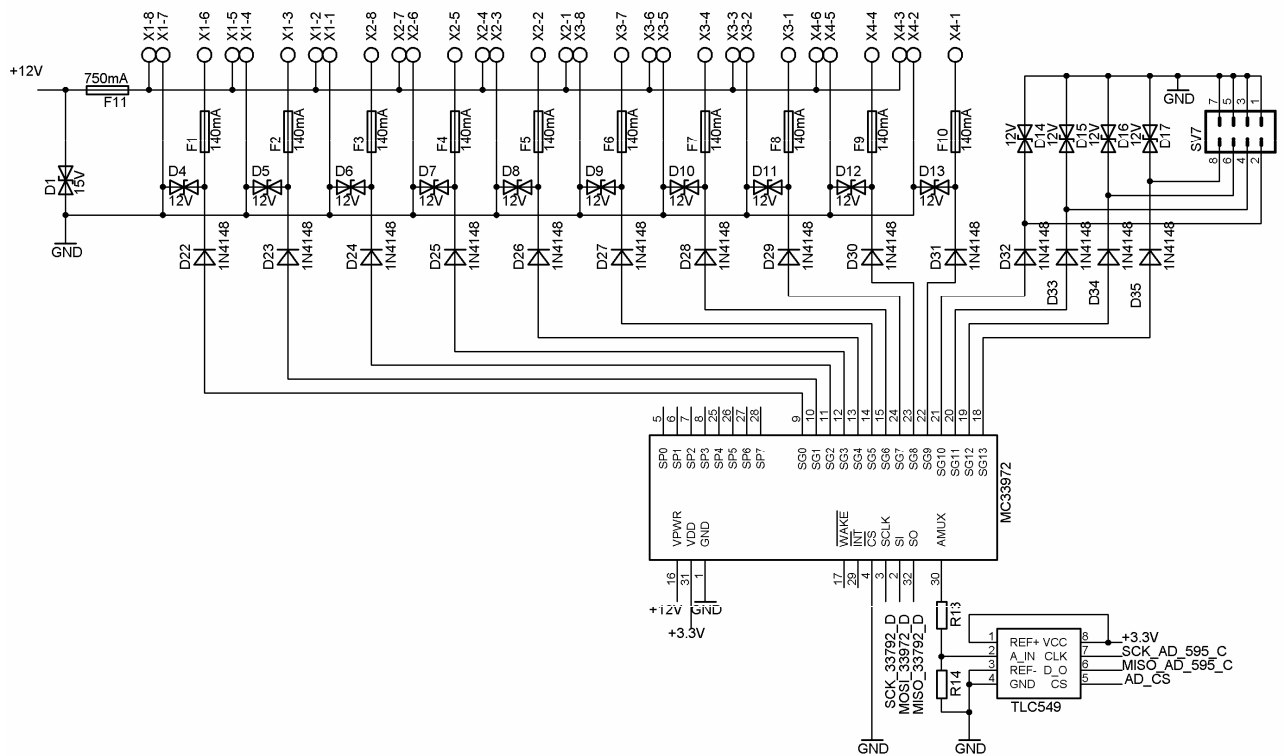 X1-8 X1-7 X1-6 X1-5 X1-4 X1-3 X1-2 X1-1 X2-8 X2-7 X2-6 X2-5 X2-4 X2-3 X2-2 X2-1 X3-8 X3-7 X3-6 X3-5 X3-4 X3-3 X3-2 X3-1 X4-6 X4-5 X4-4 X4-3 X4-2 X4-1
+12V
750mA
F11
GND
7 5 3 1
F1 140mA F2 140mA F3 140mA F4 140mA F5 140mA F6 140mA F7 140mA F8 140mA F9 140mA F10 140mA
12V D14 12V D15 12V D16 12V D17
SV7
8 6 4 2
D1 15V
D4 D5 D6 D7 D8 D9 D10 D11 D12 D13
12V 12V 12V 12V 12V 12V 12V 12V 12V 12V
GND
D22 1N4148 D23 1N4148 D24 1N4148 D25 1N4148 D26 1N4148 D27 1N4148 D28 1N4148 D29 1N4148 D30 1N4148 D31 1N4148 D32 1N4148 D33 1N4148 D34 1N4148 D35 1N4148
5 6 7 8 25 26 27 28 9 10 11 12 13 14 15 24 23 22 21 20 19 18
SP0 SP1 SP2 SP3 SP4 SP5 SP6 SP7 SG0 SG1 SG2 SG3 SG4 SG5 SG6 SG7 SG8 SG9 SG10 SG11 SG12 SG13
MC33972
VPWR VDD GND WAKE INT CS SCLK SI SO AMUX
16 31 1 17 29 4 3 2 32 30
+12V GND
+3.3V
SCK_33792_D
MOSI_33972_D
MISO_33792_D
R13
R14
1 REF+ VCC 8 +3.3V
2 A_IN CLK 7 SCK_AD_595_C
3 REF- D_O 6 MISO_AD_595_C
4 GND CS 5 AD_CS
TLC549
GND GND